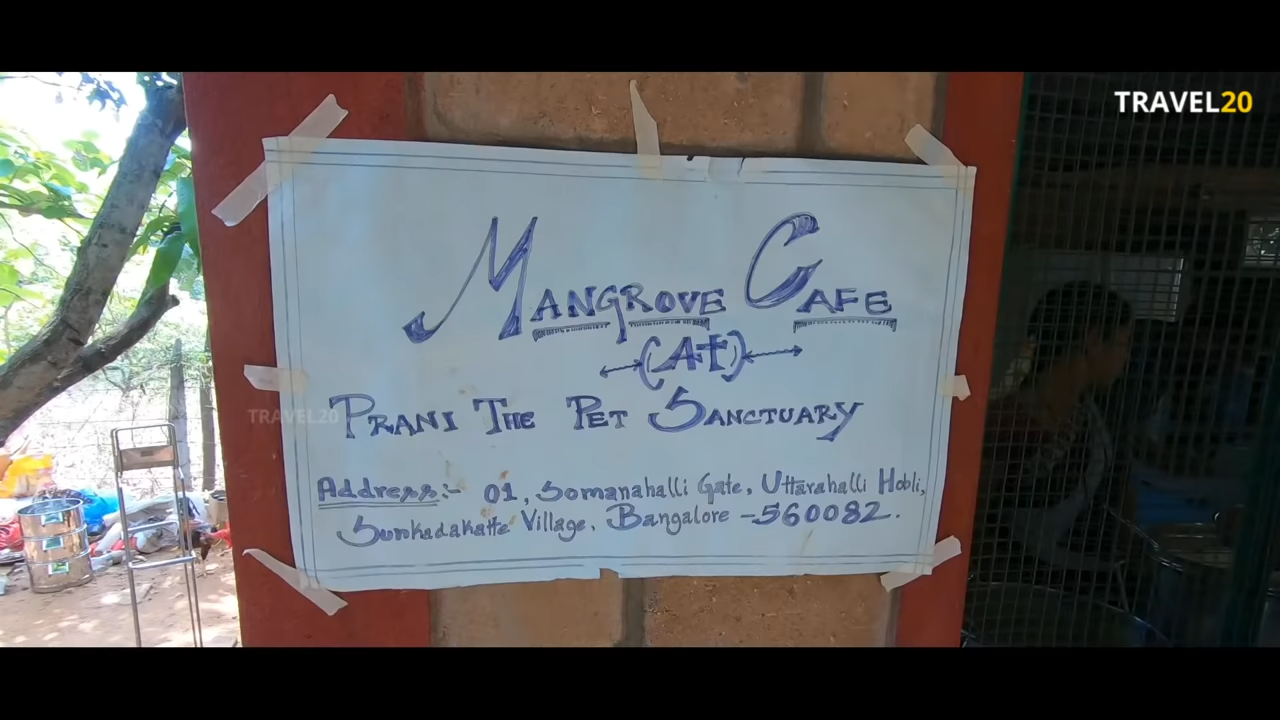 TRAVEL20
MANGROVE CAFE
(At)
PRANI THE PET SANCTUARY
TRAVEL20
Address:- 01, Somanahalli Gate, Uttarahalli Hobli,
Sunkadakatte Village, Bangalore -560082.